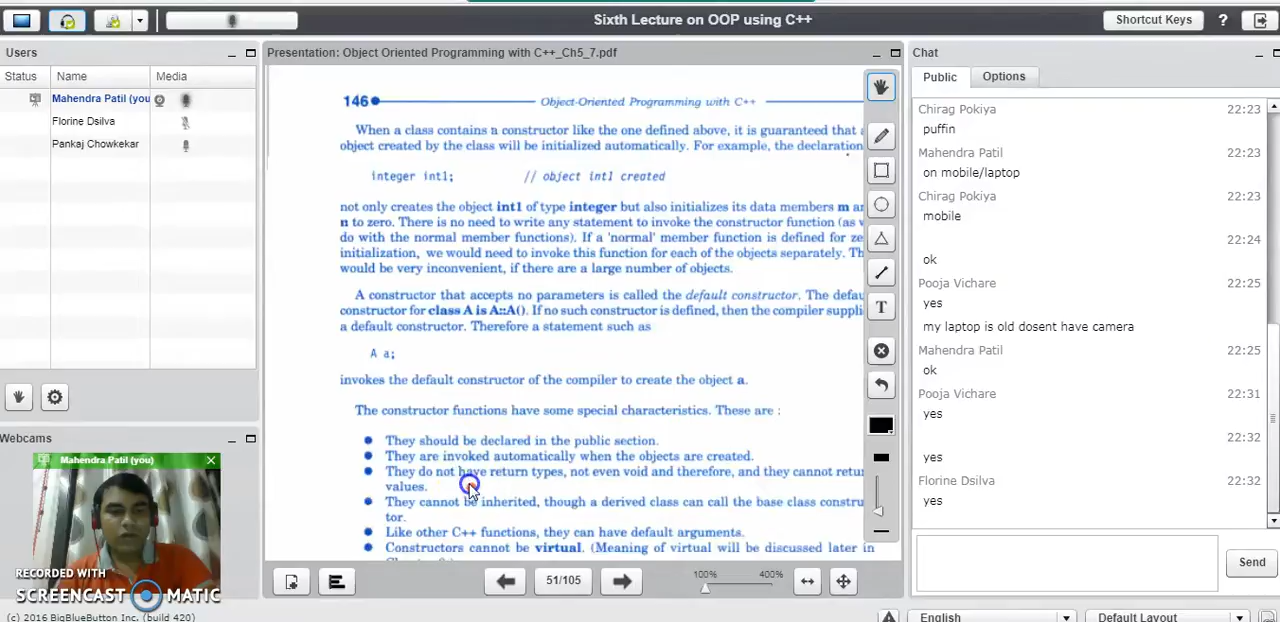 Sixth Lecture on OOP using C++
Shortcut Keys
?
Users
Status Name Media
Mahendra Patil (you
Florine Dsilva
Pankaj Chowkekar
Webcams
Mahendra Patil (you)
RECORDED WITH
SCREENCAST MATIC
(c) 2016 BigBlueButton Inc. (build 420)
Presentation: Object Oriented Programming with C++_Ch5_7.pdf
146 Object-Oriented Programming with C++
When a class contains a constructor like the one defined above, it is guaranteed that
object created by the class will be initialized automatically. For example, the declaration
integer int1; // object int1 created
not only creates the object int1 of type integer but also initializes its data members m
n to zero. There is no need to write any statement to invoke the constructor function (as
do with the normal member functions). If a 'normal' member function is defined for
initialization, we would need to invoke this function for each of the objects separately.
would be very inconvenient, if there are a large number of objects.
A constructor that accepts no parameters is called the default constructor. The
constructor for class A is A::A(). If no such constructor is defined, then the compiler
a default constructor. Therefore a statement such as
A a;
invokes the default constructor of the compiler to create the object a.
The constructor functions have some special characteristics. These are :
● They should be declared in the public section.
● They are invoked automatically when the objects are created.
● They do not have return types, not even void and therefore, and they cannot
values.
● They cannot be inherited, though a derived class can call the base class constru
tor.
● Like other C++ functions, they can have default arguments.
● Constructors cannot be virtual. (Meaning of virtual will be discussed later in
T
51/105
100% 400%
Chat
Public Options
Chirag Pokiya 22:23
puffin
Mahendra Patil 22:23
on mobile/laptop
Chirag Pokiya 22:23
mobile
22:24
ok
Pooja Vichare 22:25
yes
my laptop is old dosent have camera
Mahendra Patil 22:25
ok
Pooja Vichare 22:31
yes
22:32
yes
Florine Dsilva 22:32
yes
Send
English Default Layout